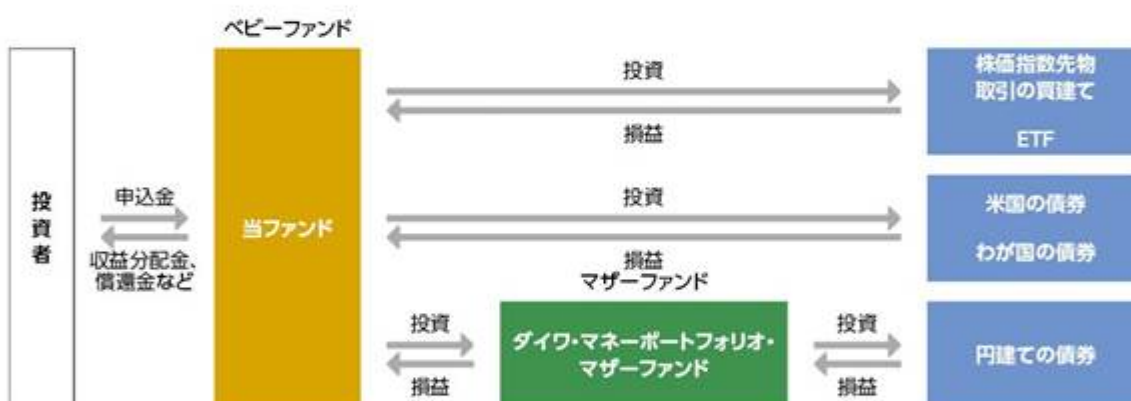 ベビーファンド
投資者
申込金
収益分配金、
償還金など
当ファンド
投資
損益
株価指数先物
取引の買建て
ETF
投資
損益
米国の債券
わが国の債券
マザーファンド
投資
損益
ダイワ・マネーポートフォリオ・
マザーファンド
投資
損益
円建ての債券